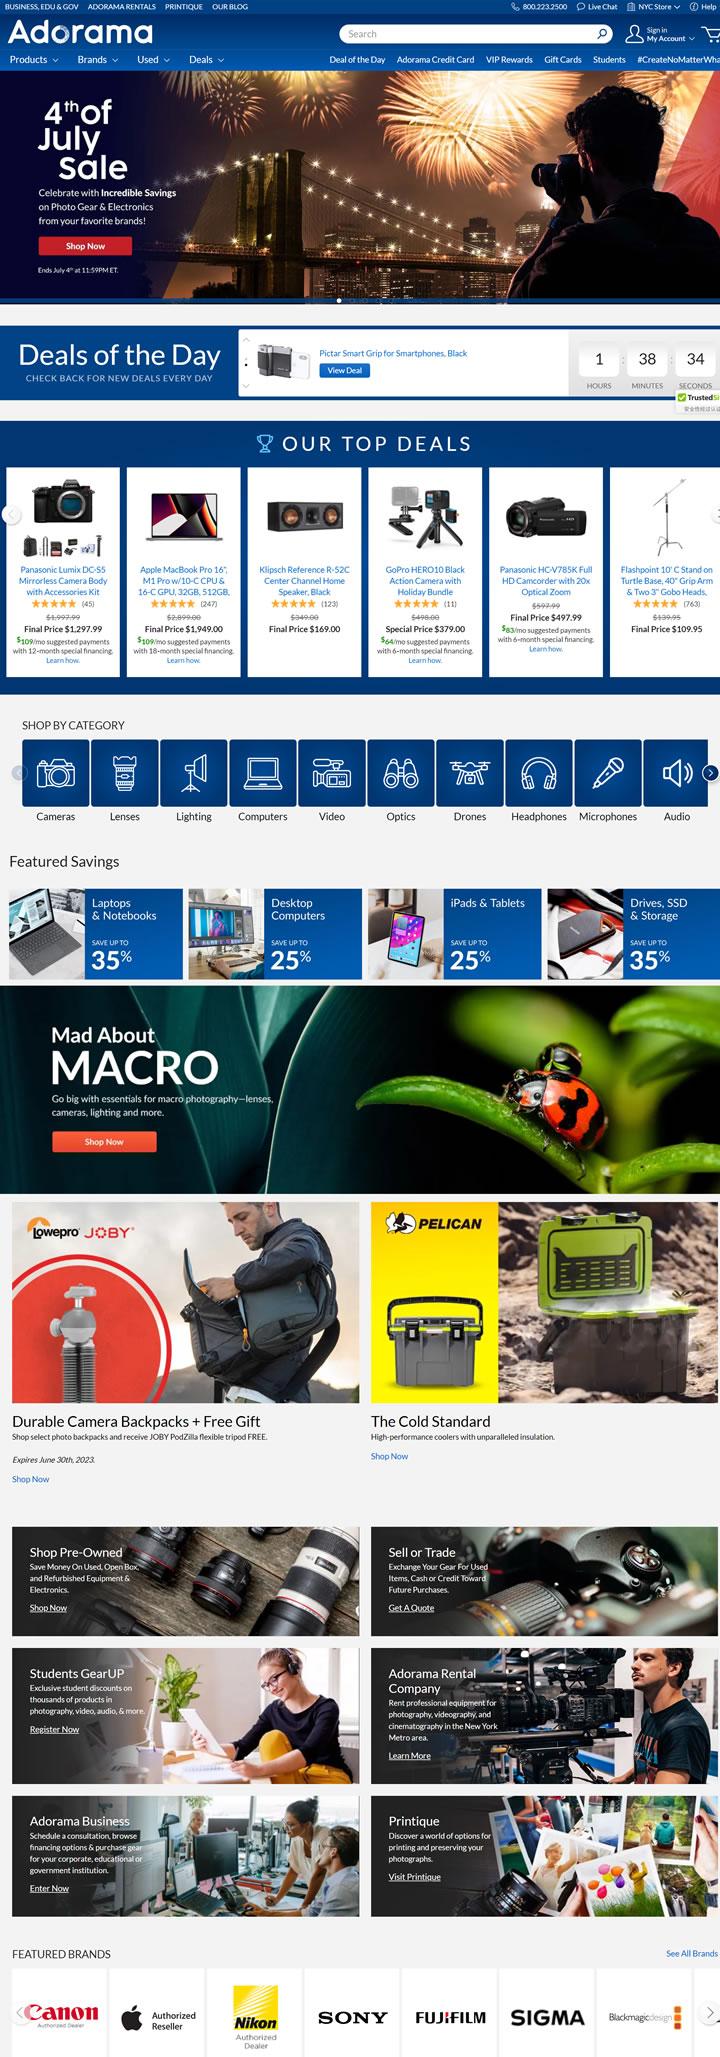 BUSINESS, EDU & GOV ADORAMA RENTALS PRINTIQUE OUR BLOG 800.223.2500 Live Chat NYC Store Help
Adorama
Search
Sign in
My Account
Products Brands Used Deals Deal of the Day Adorama Credit Card VIP Rewards Gift Cards Students #CreateNoMatterWha
4th of
July
Sale
Celebrate with Incredible Savings
on Photo Gear & Electronics
from your favorite brands!
Shop Now
Ends July 4th at 11:59PM ET.
Deals of the Day
CHECK BACK FOR NEW DEALS EVERY DAY
Pictar Smart Grip for Smartphones, Black
View Deal
1 : 38 : 34
HOURS MINUTES SECONDS
TrustedSi
OUR TOP DEALS
Panasonic Lumix DC-S5
Mirrorless Camera Body
with Accessories Kit
(45)
$1,997.99
Final Price $1,297.99
$109/mo suggested payments
with 12-month special financing.
Learn how.
Apple MacBook Pro 16",
M1 Pro w/10-C CPU &
16-C GPU, 32GB, 512GB,
(247)
$2,899.00
Final Price $1,949.00
$109/mo suggested payments
with 18-month special financing.
Learn how.
Klipsch Reference R-52C
Center Channel Home
Speaker, Black
(123)
$349.00
Final Price $169.00
GoPro HERO10 Black
Action Camera with
Holiday Bundle
(11)
$498.00
Special Price $379.00
$64/mo suggested payments
with 6-month special financing.
Learn how.
Panasonic HC-V785K Full
HD Camcorder with 20x
Optical Zoom
$597.99
Final Price $497.99
$83/mo suggested payments
with 6-month special financing.
Learn how.
Flashpoint 10' C Stand on
Turtle Base, 40" Grip Arm
& Two 3" Gobo Heads,
(763)
$139.95
Final Price $109.95
SHOP BY CATEGORY
Cameras Lenses Lighting Computers Video Optics Drones Headphones Microphones Audio
Featured Savings
Laptops
& Notebooks
SAVE UP TO
35%
Desktop
Computers
SAVE UP TO
25%
iPads & Tablets
SAVE UP TO
25%
Drives, SSD
& Storage
SAVE UP TO
35%
Mad About
MACRO
Go big with essentials for macro photography—lenses,
cameras, lighting and more.
Shop Now
Lowepro JOBY
PELICAN
Durable Camera Backpacks + Free Gift
Shop select photo backpacks and receive JOBY PodZilla flexible tripod FREE.
Expires June 30th, 2023.
Shop Now
The Cold Standard
High-performance coolers with unparalleled insulation.
Shop Now
Shop Pre-Owned
Save Money On Used, Open Box,
and Refurbished Equipment &
Electronics.
Shop Now
Sell or Trade
Exchange Your Gear For Used
Items, Cash or Credit Toward
Future Purchases.
Get A Quote
Students GearUP
Exclusive student discounts on
thousands of products in
photography, video, audio, & more.
Register Now
Adorama Rental
Company
Rent professional equipment for
photography, videography, and
cinematography in the New York
Metro area.
Learn More
Adorama Business
Schedule a consultation, browse
financing options & purchase gear
for your corporate, educational or
government institution.
Enter Now
Printique
Discover a world of options for
printing and preserving your
photographs.
Visit Printique
FEATURED BRANDS See All Brands
Canon
Authorized Dealer
Authorized
Reseller
Nikon
Authorized
Dealer
SONY
FUJIFILM
SIGMA
Blackmagicdesign